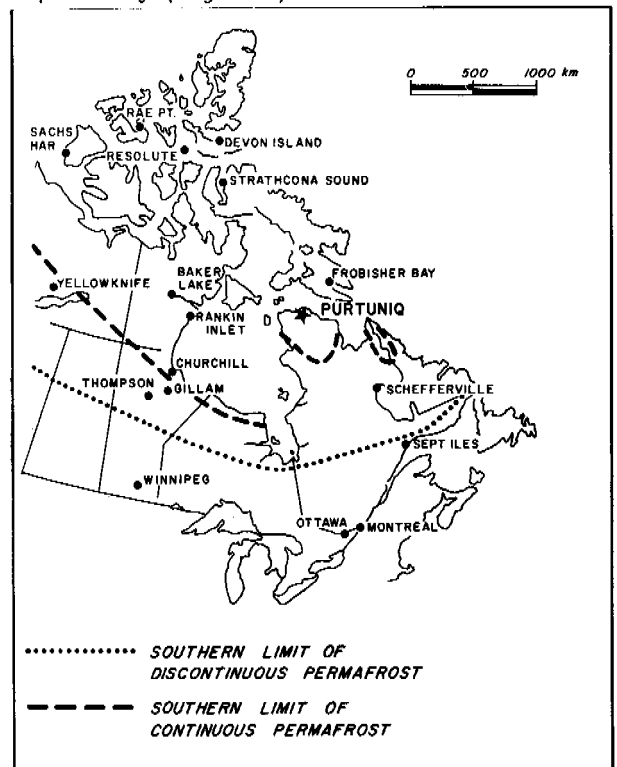 0 500 1000 km
RAE PT.
SACHS
HAR
RESOLUTE
DEVON ISLAND
STRATHCONA SOUND
YELLOWKNIFE
BAKER
LAKE
FROBISHER BAY
RANKIN
INLET
PURTUNIQ
CHURCHILL
THOMPSON
GILLAM
SCHEFFERVILLE
SEPT ILES
WINNIPEG
OTTAWA
MONTRÉAL
SOUTHERN LIMIT OF
DISCONTINUOUS PERMAFROST
SOUTHERN LIMIT OF
CONTINUOUS PERMAFROST